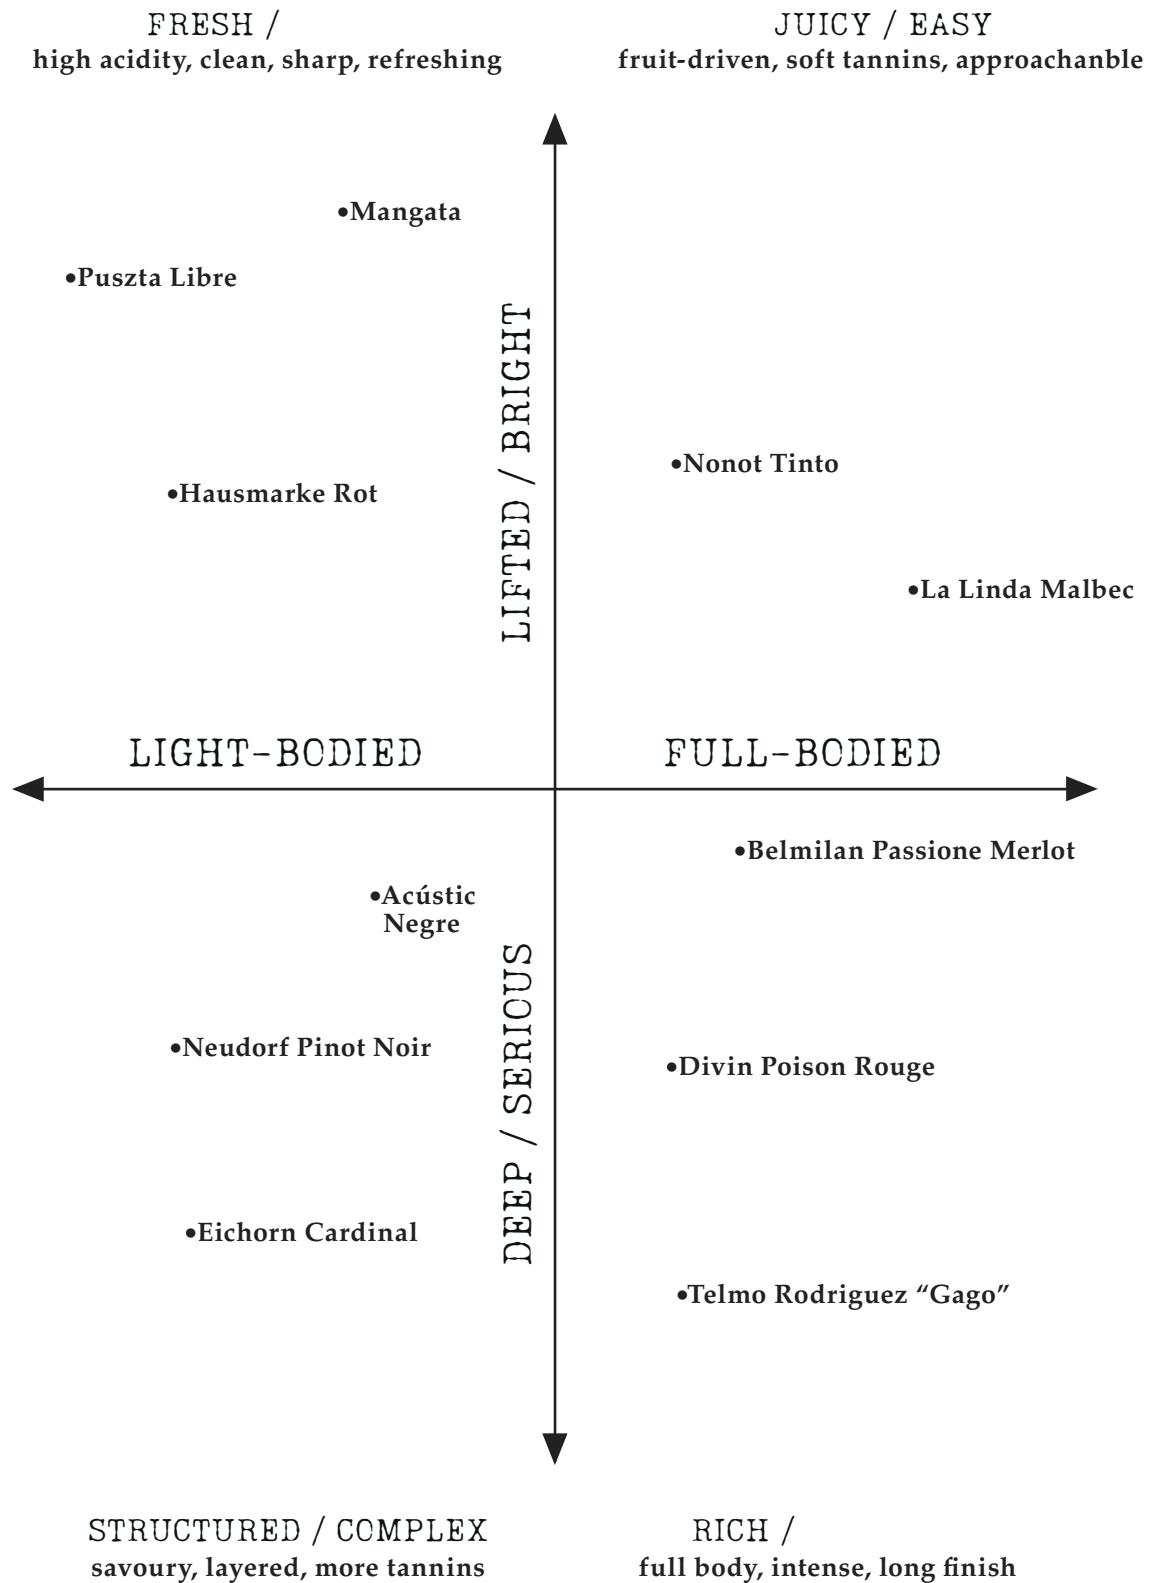 FRESH /
high acidity, clean, sharp, refreshing
JUICY / EASY
fruit-driven, soft tannins, approachanble
•Mangata
•Puszta Libre
LIFTED / BRIGHT
•Nonot Tinto
•Hausmarke Rot
•La Linda Malbec
LIGHT-BODIED
FULL-BODIED
•Belmilan Passione Merlot
•Acústic
Negre
DEEP / SERIOUS
•Neudorf Pinot Noir
•Divin Poison Rouge
•Eichorn Cardinal
•Telmo Rodriguez “Gago”
STRUCTURED / COMPLEX
savoury, layered, more tannins
RICH /
full body, intense, long finish